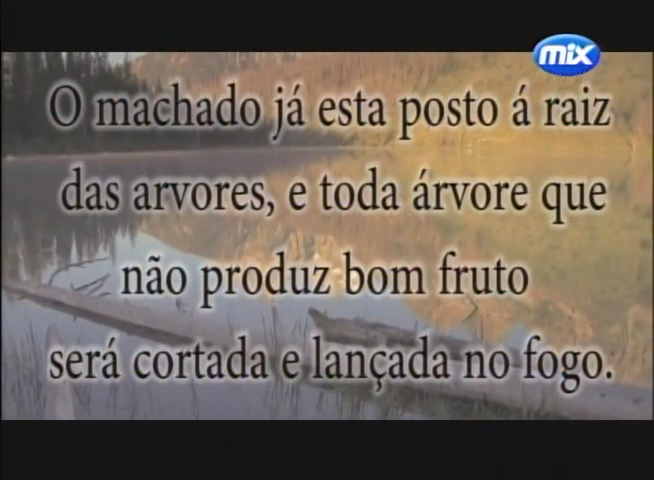 mix
O machado já esta posto á raiz
das arvores, e toda árvore que
não produz bom fruto
será cortada e lançada no fogo.